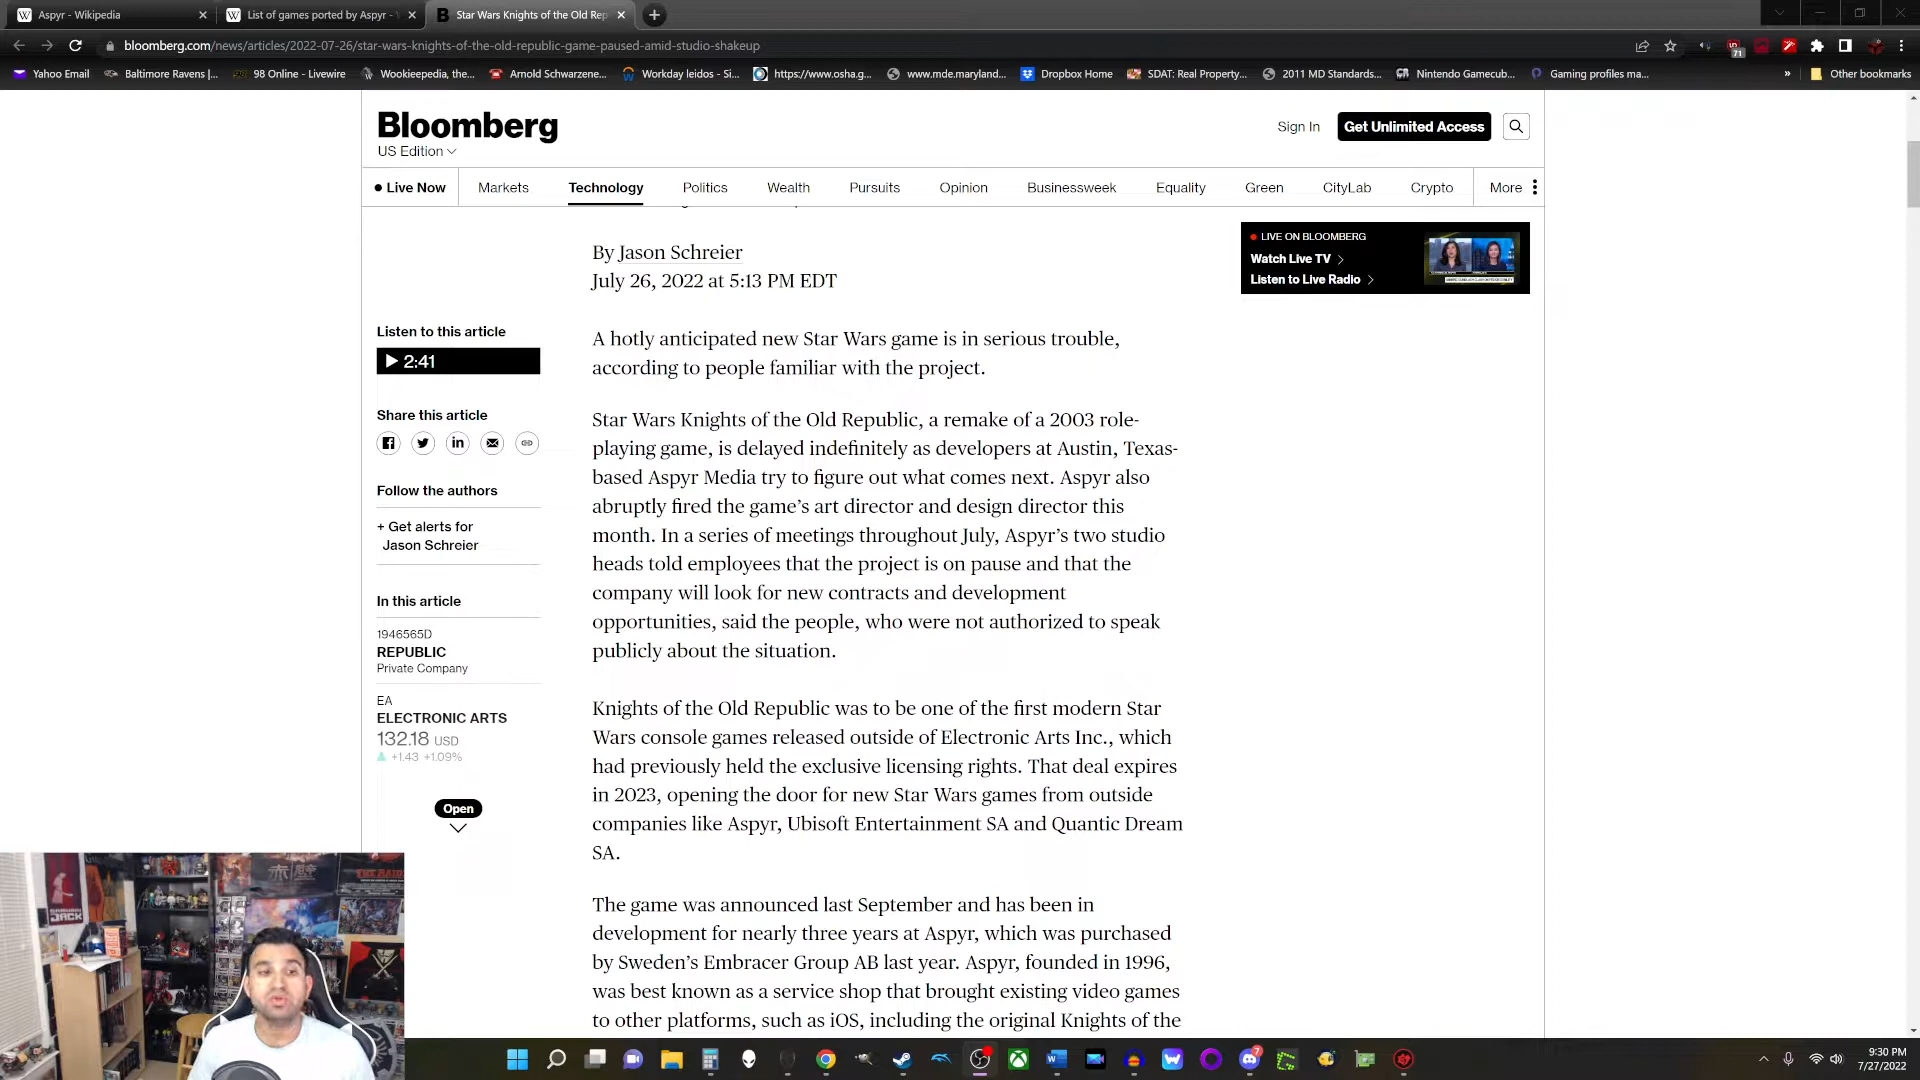 Aspyr - Wikipedia
List of games ported by Aspyr -
Star Wars Knights of the Old Rep
bloomberg.com/news/articles/2022-07-26/star-wars-knights-of-the-old-republic-game-paused-amid-studio-shakeup
71
Yahoo Email
Baltimore Ravens |...
98 Online - Livewire
Wookieepedia, the...
Arnold Schwarzene...
Workday leidos - Si...
https://www.osha.g...
www.mde.maryland...
Dropbox Home
SDAT: Real Property...
2011 MD Standards...
Nintendo Gamecub...
Gaming profiles ma...
»
Other bookmarks
Bloomberg
US Edition
Sign In
Get Unlimited Access
Live Now
Markets
Technology
Politics
Wealth
Pursuits
Opinion
Businessweek
Equality
Green
CityLab
Crypto
More
LIVE ON BLOOMBERG
Watch Live TV
Listen to Live Radio
By Jason Schreier
July 26, 2022 at 5:13 PM EDT
Listen to this article
2:41
Share this article
Follow the authors
+ Get alerts for
Jason Schreier
In this article
1946565D
REPUBLIC
Private Company
EA
ELECTRONIC ARTS
132.18 USD
+1.43 +1.09%
Open
A hotly anticipated new Star Wars game is in serious trouble,
according to people familiar with the project.
Star Wars Knights of the Old Republic, a remake of a 2003 role-
playing game, is delayed indefinitely as developers at Austin, Texas-
based Aspyr Media try to figure out what comes next. Aspyr also
abruptly fired the game's art director and design director this
month. In a series of meetings throughout July, Aspyr's two studio
heads told employees that the project is on pause and that the
company will look for new contracts and development
opportunities, said the people, who were not authorized to speak
publicly about the situation.
Knights of the Old Republic was to be one of the first modern Star
Wars console games released outside of Electronic Arts Inc., which
had previously held the exclusive licensing rights. That deal expires
in 2023, opening the door for new Star Wars games from outside
companies like Aspyr, Ubisoft Entertainment SA and Quantic Dream
SA.
The game was announced last September and has been in
development for nearly three years at Aspyr, which was purchased
by Sweden's Embracer Group AB last year. Aspyr, founded in 1996,
was best known as a service shop that brought existing video games
to other platforms, such as iOS, including the original Knights of the
SAMURAI
JACK
赤壁
7
9:30 PM
7/27/2022